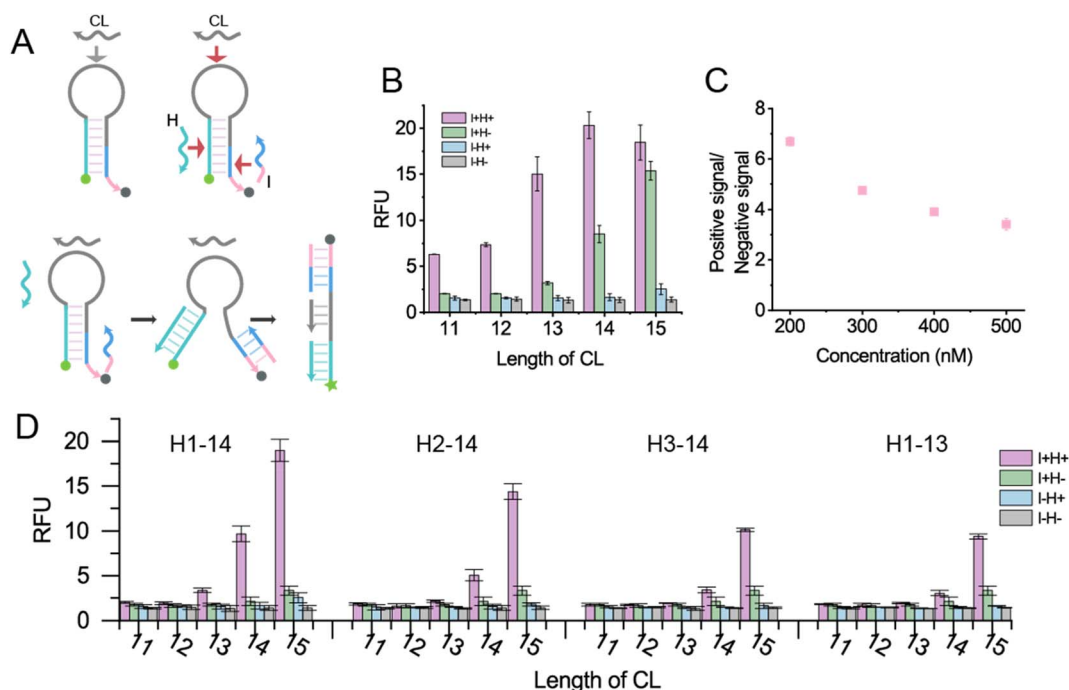 A
CL
CL
H
I
B
I+H+
I+H-
I-H+
I-H-
20
15
10
5
0
RFU
11 12 13 14 15
Length of CL
C
8
6
4
2
0
Positive signal/
Negative signal
200 300 400 500
Concentration (nM)
D
H1-14 H2-14 H3-14 H1-13
20
15
10
5
0
RFU
I+H+
I+H-
I-H+
I-H-
11 12 13 14 15 11 12 13 14 15 11 12 13 14 15 11 12 13 14 15
Length of CL